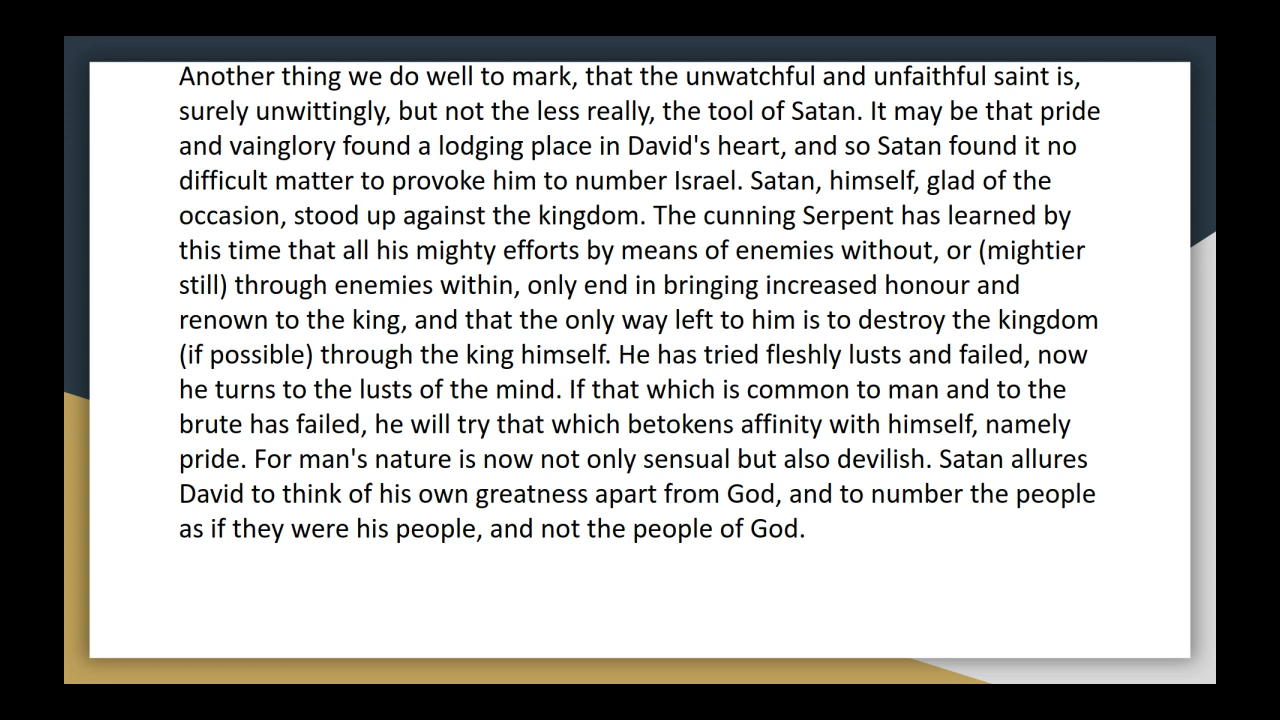 Another thing we do well to mark, that the unwatchful and unfaithful saint is,
surely unwittingly, but not the less really, the tool of Satan. It may be that pride
and vainglory found a lodging place in David's heart, and so Satan found it no
difficult matter to provoke him to number Israel. Satan, himself, glad of the
occasion, stood up against the kingdom. The cunning Serpent has learned by
this time that all his mighty efforts by means of enemies without, or (mightier
still) through enemies within, only end in bringing increased honour and
renown to the king, and that the only way left to him is to destroy the kingdom
(if possible) through the king himself. He has tried fleshly lusts and failed, now
he turns to the lusts of the mind. If that which is common to man and to the
brute has failed, he will try that which betokens affinity with himself, namely
pride. For man's nature is now not only sensual but also devilish. Satan allures
David to think of his own greatness apart from God, and to number the people
as if they were his people, and not the people of God.